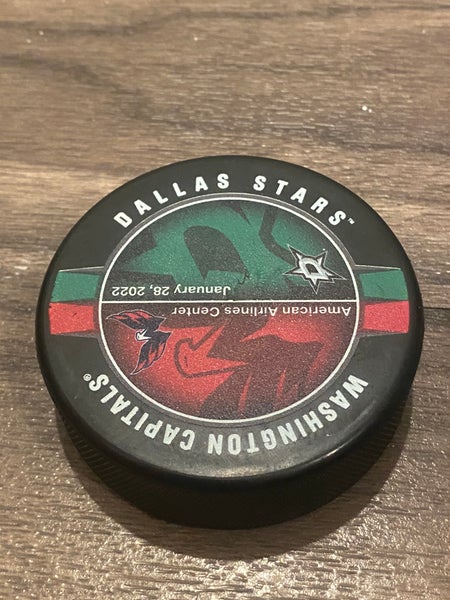 DALLAS STARS™
January 28, 2022
American Airlines Center
WASHINGTON CAPITALS®